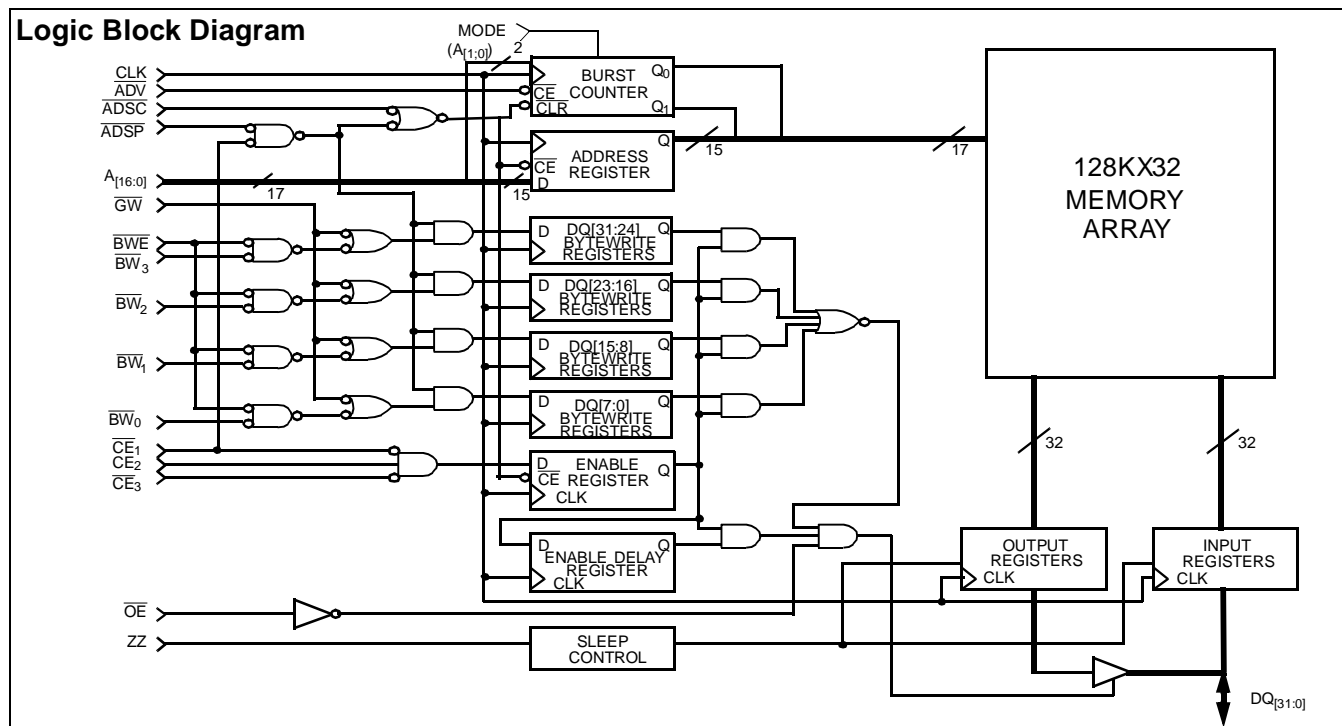 Logic Block Diagram
MODE
(A[1;0])
2
CLK
ADV
ADSC
ADSP
BURST
COUNTER
CE
CLR
Q0
Q1
A[16:0]
17
15
ADDRESS
REGISTER
CE
D
Q
15
17
128KX32
MEMORY
ARRAY
GW
BWE
BW3
D
DQ[31:24]
BYTEWRITE
REGISTERS
Q
BW2
D
DQ[23:16]
BYTEWRITE
REGISTERS
Q
BW1
D
DQ[15:8]
BYTEWRITE
REGISTERS
Q
BW0
D
DQ[7:0]
BYTEWRITE
REGISTERS
Q
32
32
CE1
CE2
CE3
D
CE
ENABLE
REGISTER
CLK
Q
D
ENABLE DELAY
REGISTER
CLK
Q
OUTPUT
REGISTERS
CLK
INPUT
REGISTERS
CLK
OE
ZZ
SLEEP
CONTROL
DQ[31:0]